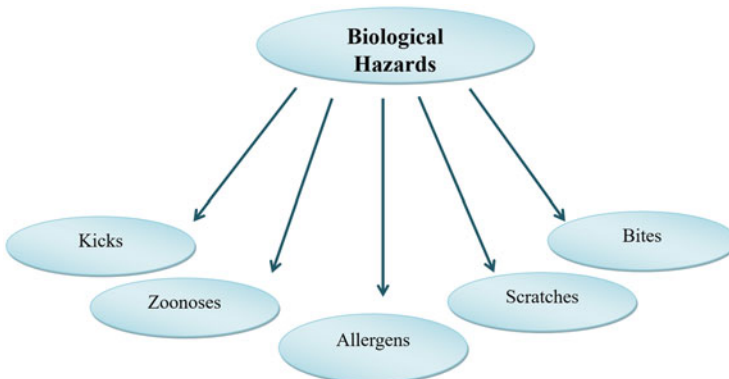 Biological
Hazards
Kicks
Bites
Zoonoses
Scratches
Allergens